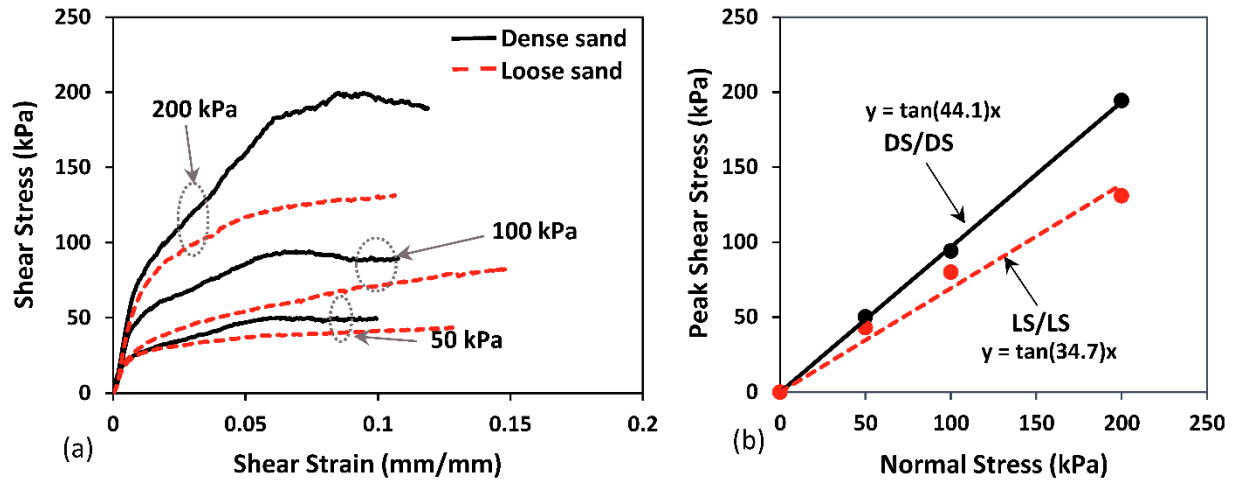 Shear Stress (kPa)
250
200
150
100
50
0
0
0.05
0.1
0.15
0.2
Shear Strain (mm/mm)
(a)
Dense sand
Loose sand
200 kPa
100 kPa
50 kPa
Peak Shear Stress (kPa)
250
200
150
100
50
0
0
50
100
150
200
250
Normal Stress (kPa)
(b)
y = tan(44.1)x
DS/DS
LS/LS
y = tan(34.7)x